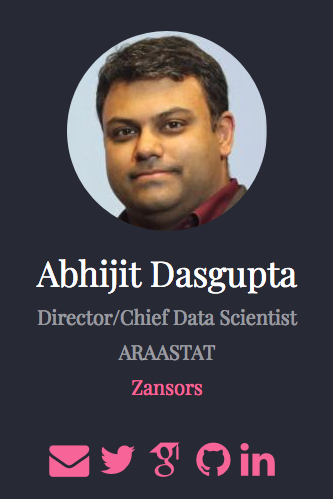 Abhijit Dasgupta
Director/Chief Data Scientist
ARAASTAT
Zansors